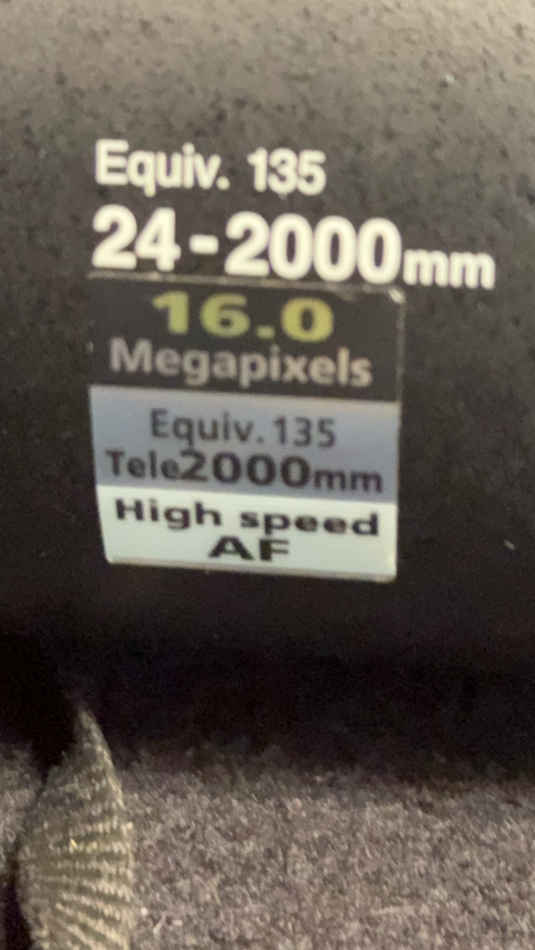 Equiv. 135
24-2000mm
16.0
Megapixels
Equiv. 135
Tele2000mm
High speed
AF